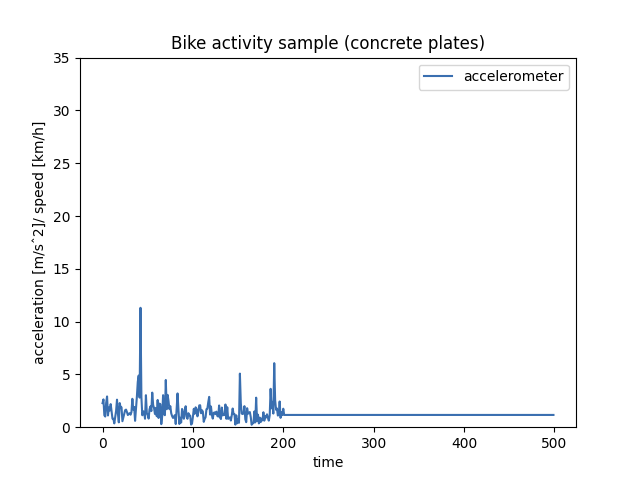 Bike activity sample (concrete plates)
accelerometer
acceleration [m/sˆ2]/ speed [km/h]
35
30
25
20
15
10
5
0
0 100 200 300 400 500
time